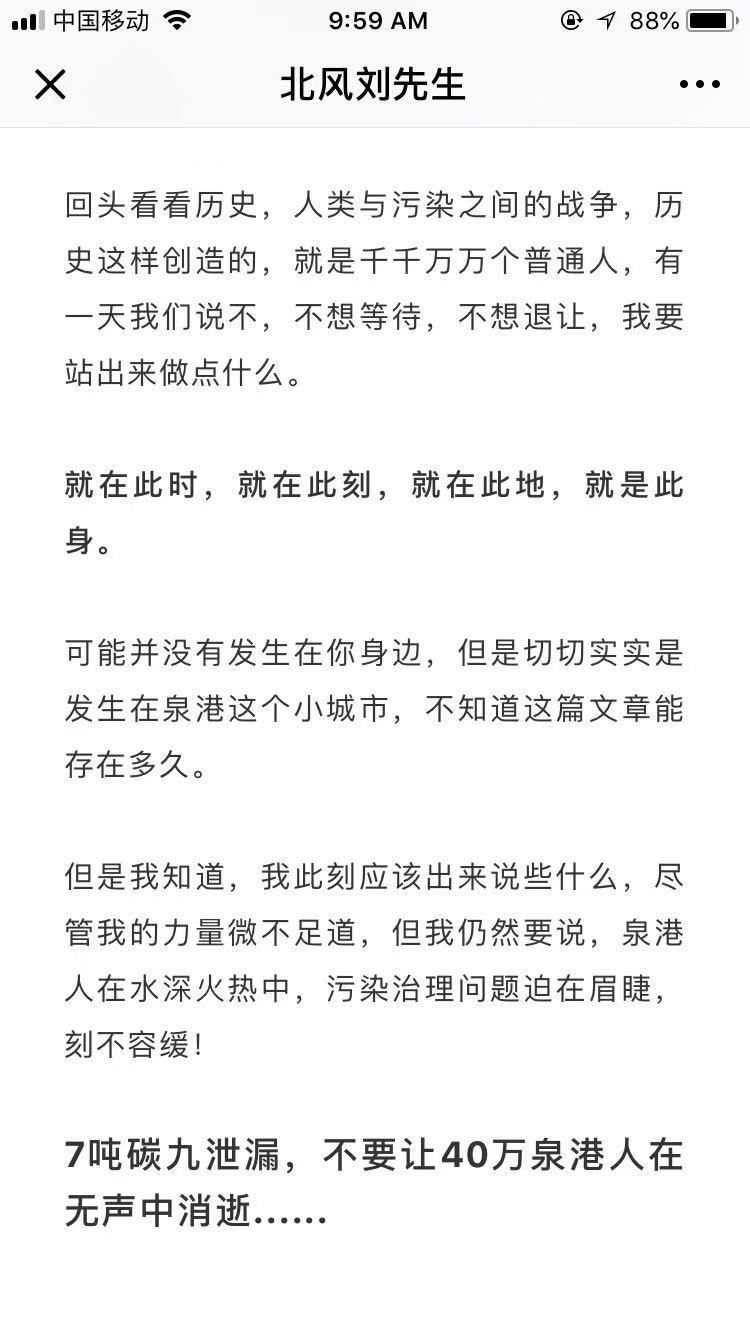 中国移动 9:59 AM 88%
北风刘先生
回头看看历史，人类与污染之间的战争，历
史这样创造的，就是千千万万个普通人，有
一天我们说不，不想等待，不想退让，我要
站出来做点什么。
就在此时，就在此刻，就在此地，就是此
身。
可能并没有发生在你身边，但是切切实实是
发生在泉港这个小城市，不知道这篇文章能
存在多久。
但是我知道，我此刻应该出来说些什么，尽
管我的力量微不足道，但我仍然要说，泉港
人在水深火热中，污染治理问题迫在眉睫，
刻不容缓！
7吨碳九泄漏，不要让40万泉港人在
无声中消逝……